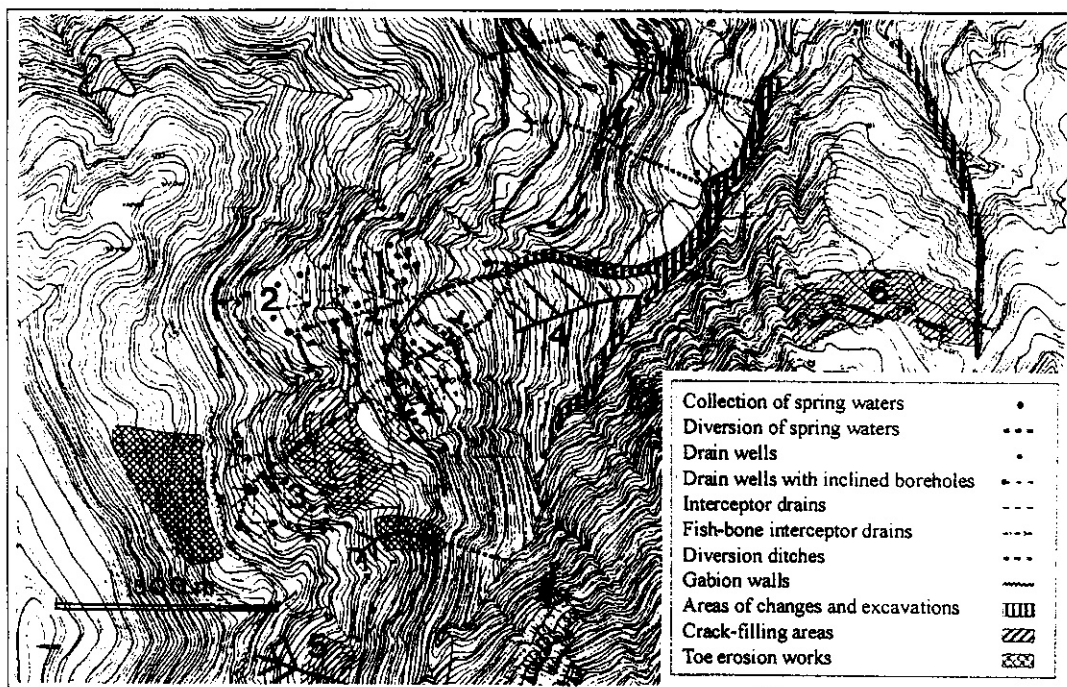 2
6
4
3
5
Collection of spring waters
Diversion of spring waters
Drain wells
Drain wells with inclined boreholes
Interceptor drains
Fish-bone interceptor drains
Diversion ditches
Gabion walls
Areas of changes and excavations
Crack-filling areas
Toe erosion works